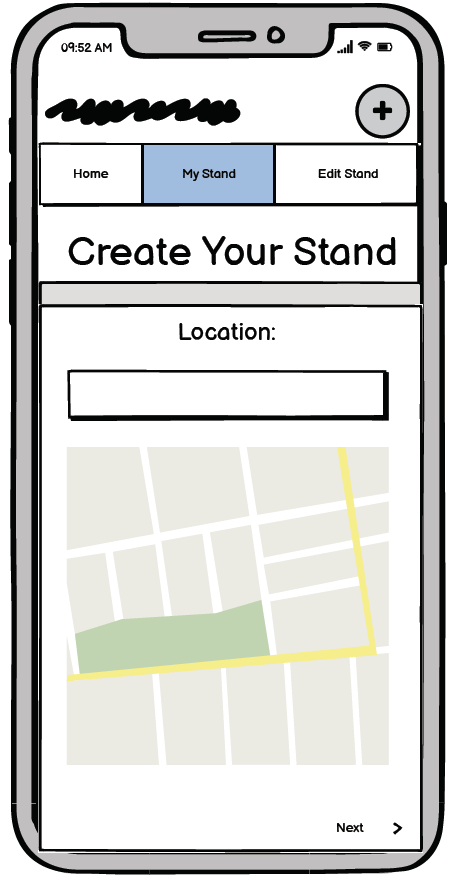 09:52 AM
Home My Stand Edit Stand
Create Your Stand
Location:
Next